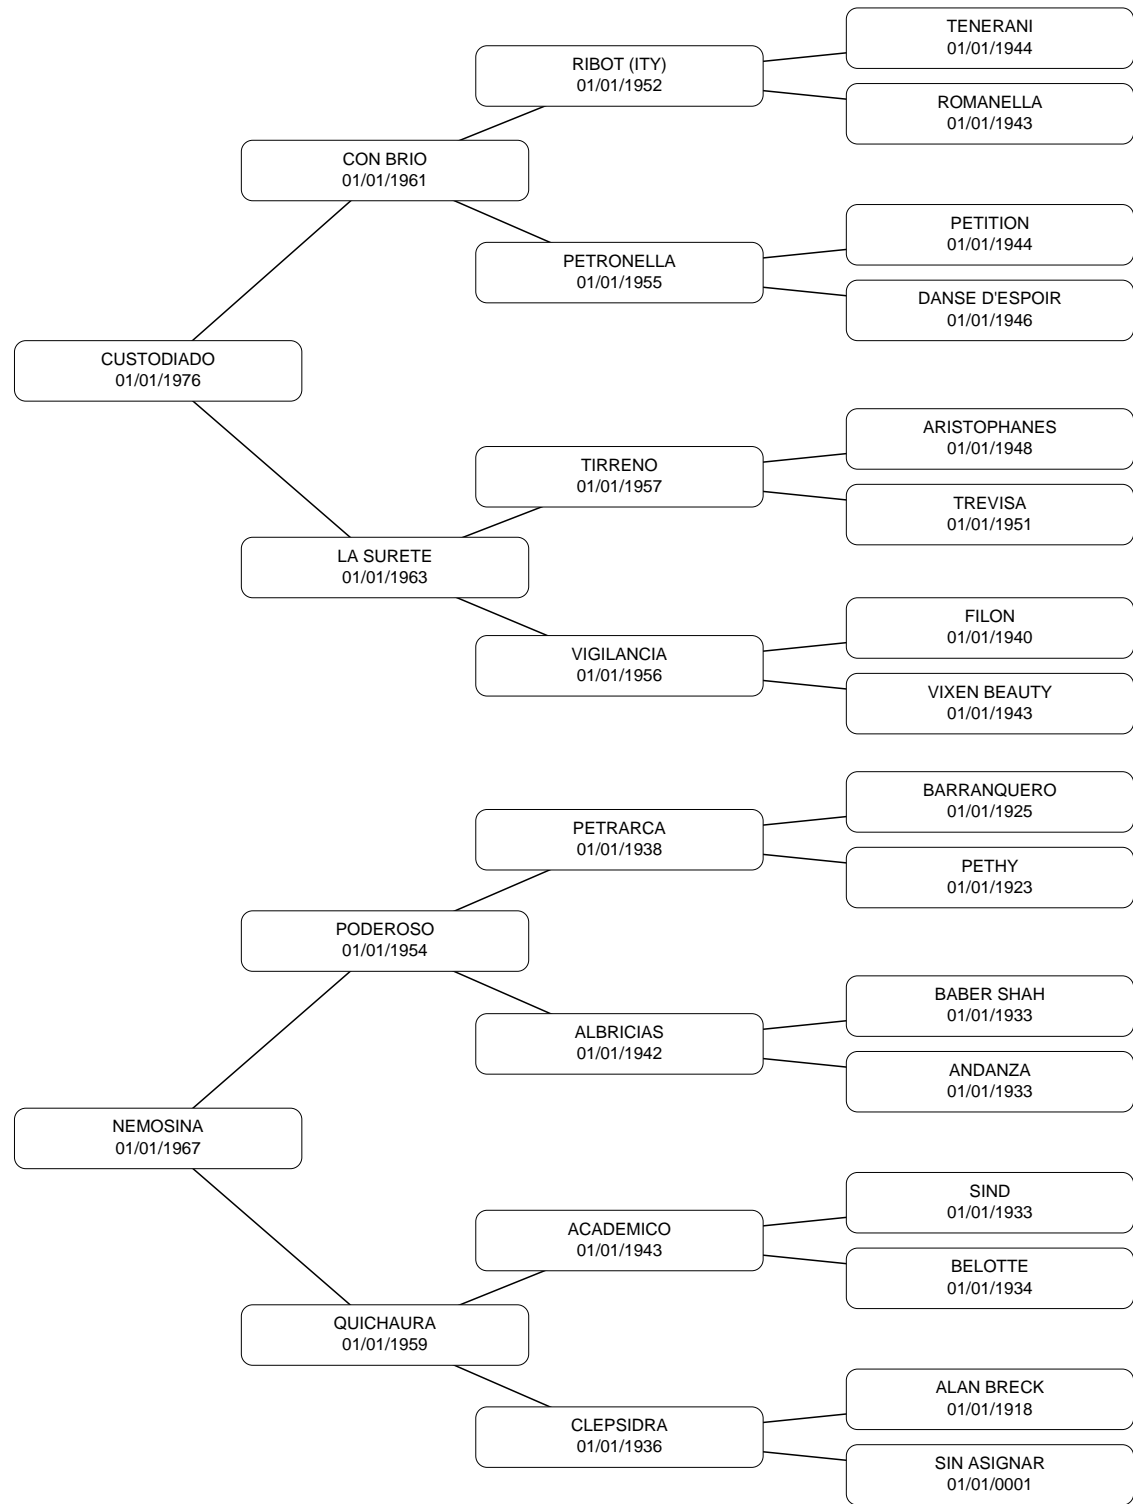 TENERANI
01/01/1944
RIBOT (ITY)
01/01/1952
ROMANELLA
01/01/1943
CON BRIO
01/01/1961
PETITION
01/01/1944
PETRONELLA
01/01/1955
DANSE D'ESPOIR
01/01/1946
CUSTODIADO
01/01/1976
ARISTOPHANES
01/01/1948
TIRRENO
01/01/1957
TREVISA
01/01/1951
LA SURETE
01/01/1963
FILON
01/01/1940
VIGILANCIA
01/01/1956
VIXEN BEAUTY
01/01/1943
BARRANQUERO
01/01/1925
PETRARCA
01/01/1938
PETHY
01/01/1923
PODEROSO
01/01/1954
BABER SHAH
01/01/1933
ALBRICIAS
01/01/1942
ANDANZA
01/01/1933
NEMOSINA
01/01/1967
SIND
01/01/1933
ACADEMICO
01/01/1943
BELOTTE
01/01/1934
QUICHAURA
01/01/1959
ALAN BRECK
01/01/1918
CLEPSIDRA
01/01/1936
SIN ASIGNAR
01/01/0001